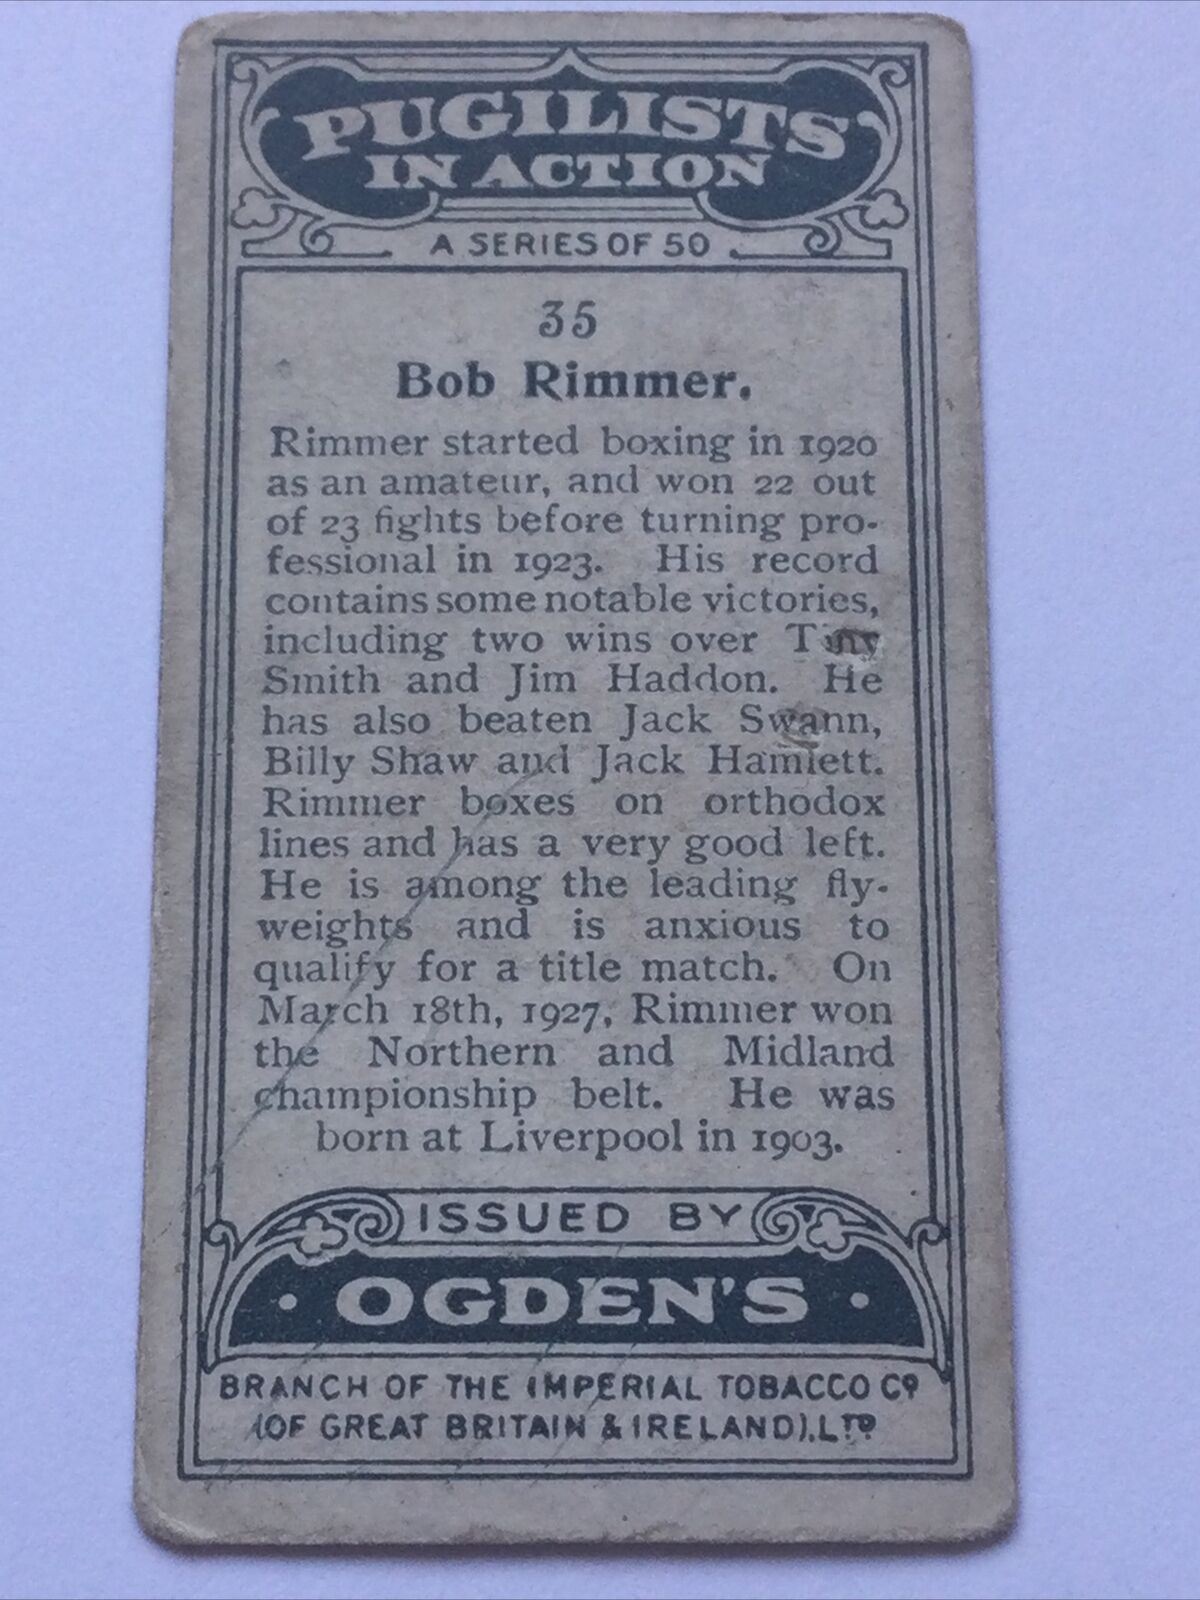 PUGILISTS
IN ACTION
A SERIES OF 50
35
Bob Rimmer.
Rimmer started boxing in 1920
as an amateur, and won 22 out
of 23 fights before turning pro-
fessional in 1923. His record
contains some notable victories,
including two wins over Tiny
Smith and Jim Haddon. He
has also beaten Jack Swann,
Billy Shaw and Jack Hamlett.
Rimmer boxes on orthodox
lines and has a very good left.
He is among the leading fly-
weights and is anxious to
qualify for a title match. On
March 18th, 1927, Rimmer won
the Northern and Midland
championship belt. He was
born at Liverpool in 1903.
ISSUED BY
· OGDEN'S ·
BRANCH OF THE IMPERIAL TOBACCO CO
(OF GREAT BRITAIN & IRELAND), LTD